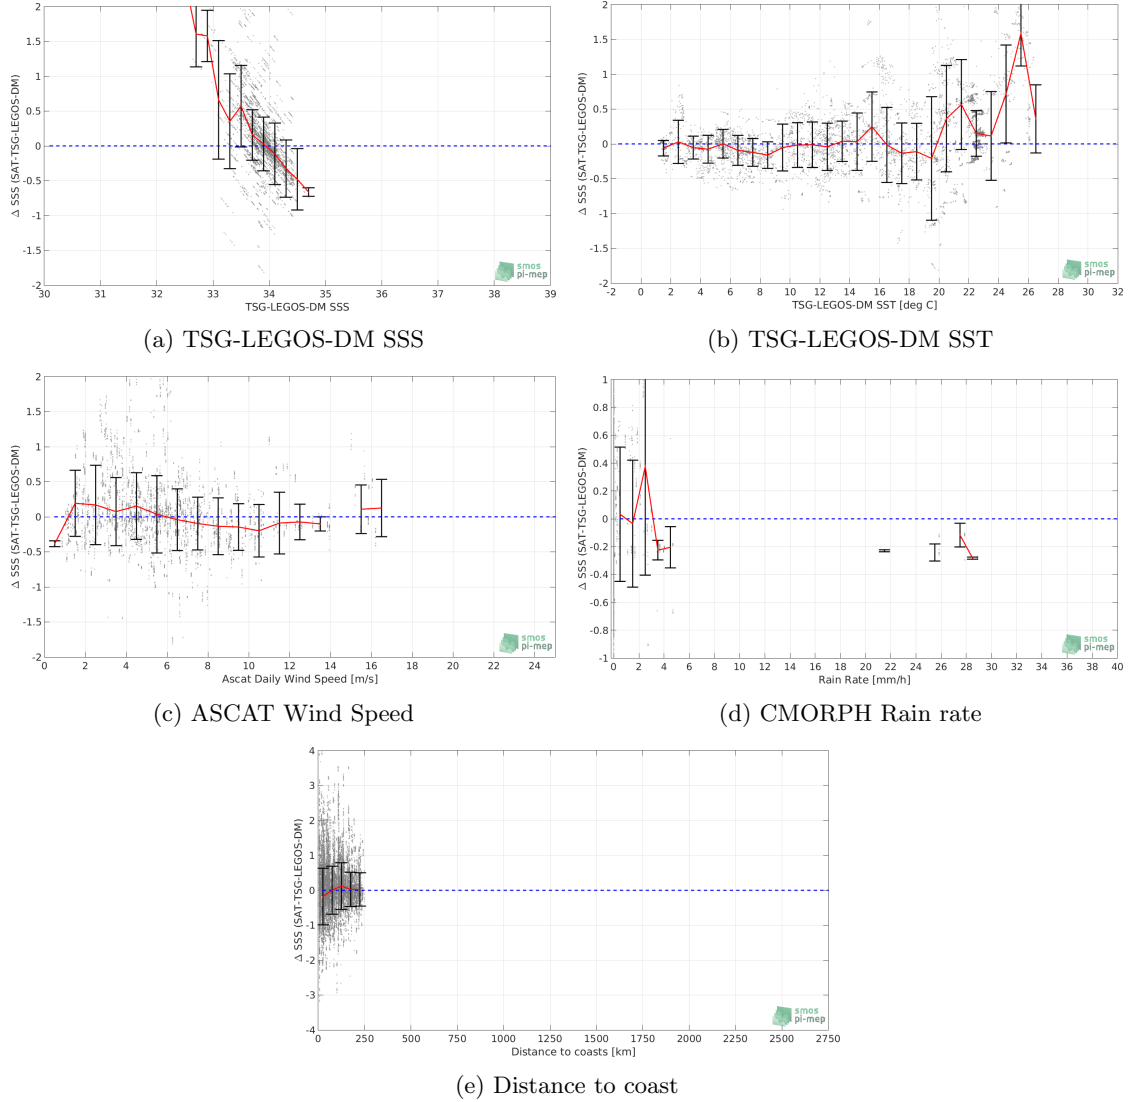 2
1.5
1
0.5
0
-0.5
-1
-1.5
-2
Δ SSS (SAT-TSG-LEGOS-DM)
30 31 32 33 34 35 36 37 38 39
TSG-LEGOS-DM SSS
smos
pi-mep
(a) TSG-LEGOS-DM SSS
2
1.5
1
0.5
0
-0.5
-1
-1.5
-2
Δ SSS (SAT-TSG-LEGOS-DM)
-2 0 2 4 6 8 10 12 14 16 18 20 22 24 26 28 30 32
TSG-LEGOS-DM SST [deg C]
smos
pi-mep
(b) TSG-LEGOS-DM SST
2
1.5
1
0.5
0
-0.5
-1
-1.5
-2
Δ SSS (SAT-TSG-LEGOS-DM)
0 2 4 6 8 10 12 14 16 18 20 22 24
Ascat Daily Wind Speed [m/s]
smos
pi-mep
(c) ASCAT Wind Speed
1
0.8
0.6
0.4
0.2
0
-0.2
-0.4
-0.6
-0.8
-1
Δ SSS (SAT-TSG-LEGOS-DM)
0 2 4 6 8 10 12 14 16 18 20 22 24 26 28 30 32 34 36 38 40
Rain Rate [mm/h]
smos
pi-mep
(d) CMORPH Rain rate
4
3
2
1
0
-1
-2
-3
-4
Δ SSS (SAT-TSG-LEGOS-DM)
0 250 500 750 1000 1250 1500 1750 2000 2250 2500 2750
Distance to coasts [km]
smos
pi-mep
(e) Distance to coast